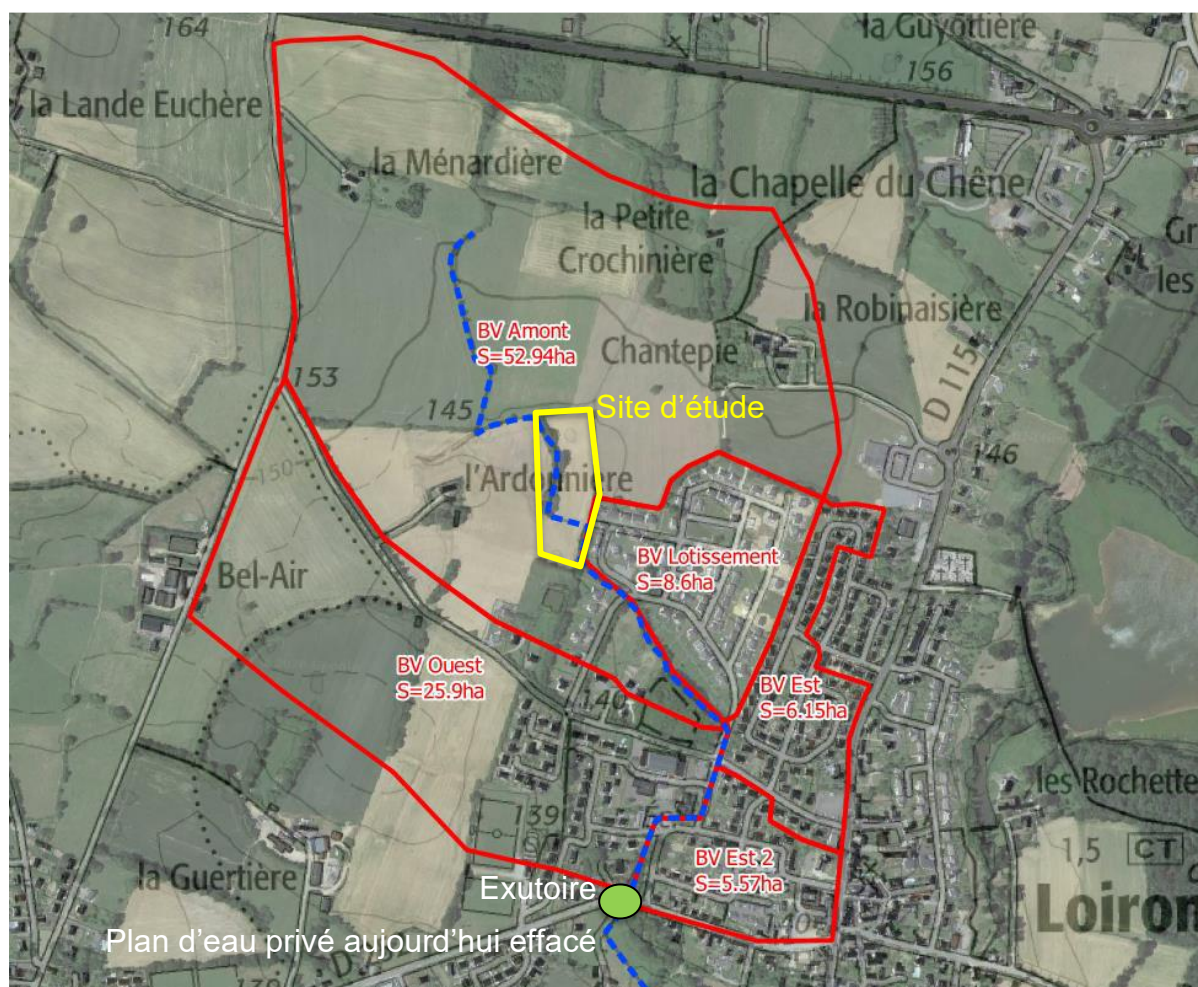 164
la Guyottière
156
la Lande Euchère
la Ménardière
la Chapelle du Chêne
la Petite
Crochinière
Gr
les
la Robinaisière
BV Amont
S=52.94ha
Chantepie
D 115
153
145
Site d'étude
146
150
l'Ardonnière
BV Lotissement
S=8.6ha
Bel-Air
BV Ouest
S=25.9ha
BV Est
S=6.15ha
140
les Rochette
139
1,5 CT
BV Est 2
S=5.57ha
la Guertière
Exutoire
Loiron
Plan d'eau privé aujourd'hui effacé
D